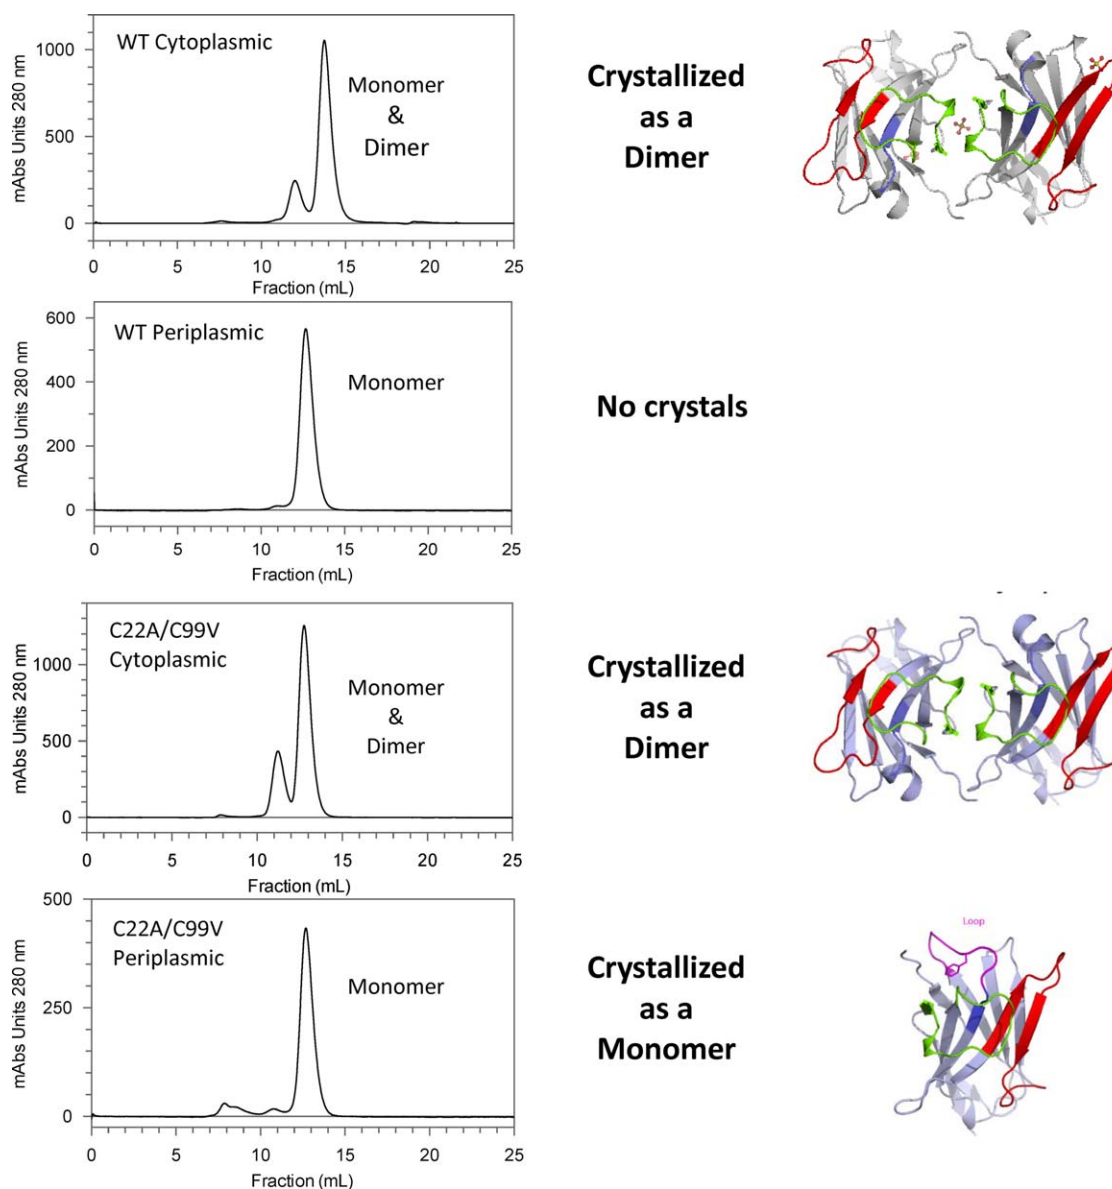 WT Cytoplasmic
Monomer
&
Dimer
mAbs Units 280 nm
1000
500
0
0 5 10 15 20 25
Fraction (mL)
Crystallized
as a
Dimer
WT Periplasmic
Monomer
mAbs Units 280 nm
600
400
200
0
0 5 10 15 20 25
Fraction (mL)
No crystals
C22A/C99V
Cytoplasmic
Monomer
&
Dimer
mAbs Units 280 nm
1000
500
0
0 5 10 15 20 25
Fraction (mL)
Crystallized
as a
Dimer
C22A/C99V
Periplasmic
Monomer
mAbs Units 280 nm
500
250
0
0 5 10 15 20 25
Fraction (mL)
Crystallized
as a
Monomer
Loop